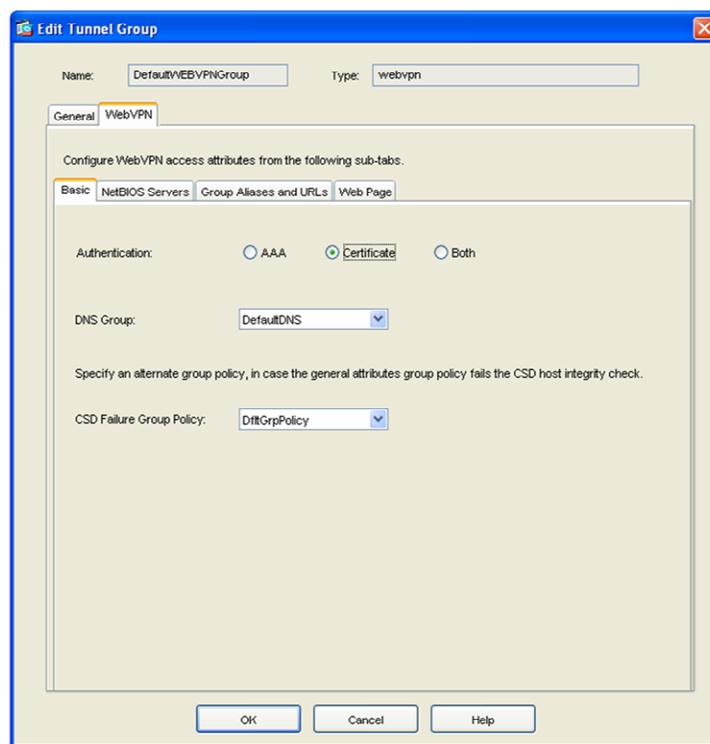 Edit Tunnel Group
Name: DefaultWEBVPNGroup Type: webvpn
General WebVPN
Configure WebVPN access attributes from the following sub-tabs.
Basic NetBIOS Servers Group Aliases and URLs Web Page
Authentication: AAA Certificate Both
DNS Group: DefaultDNS
Specify an alternate group policy, in case the general attributes group policy fails the CSD host integrity check.
CSD Failure Group Policy: DfltGrpPolicy
OK Cancel Help